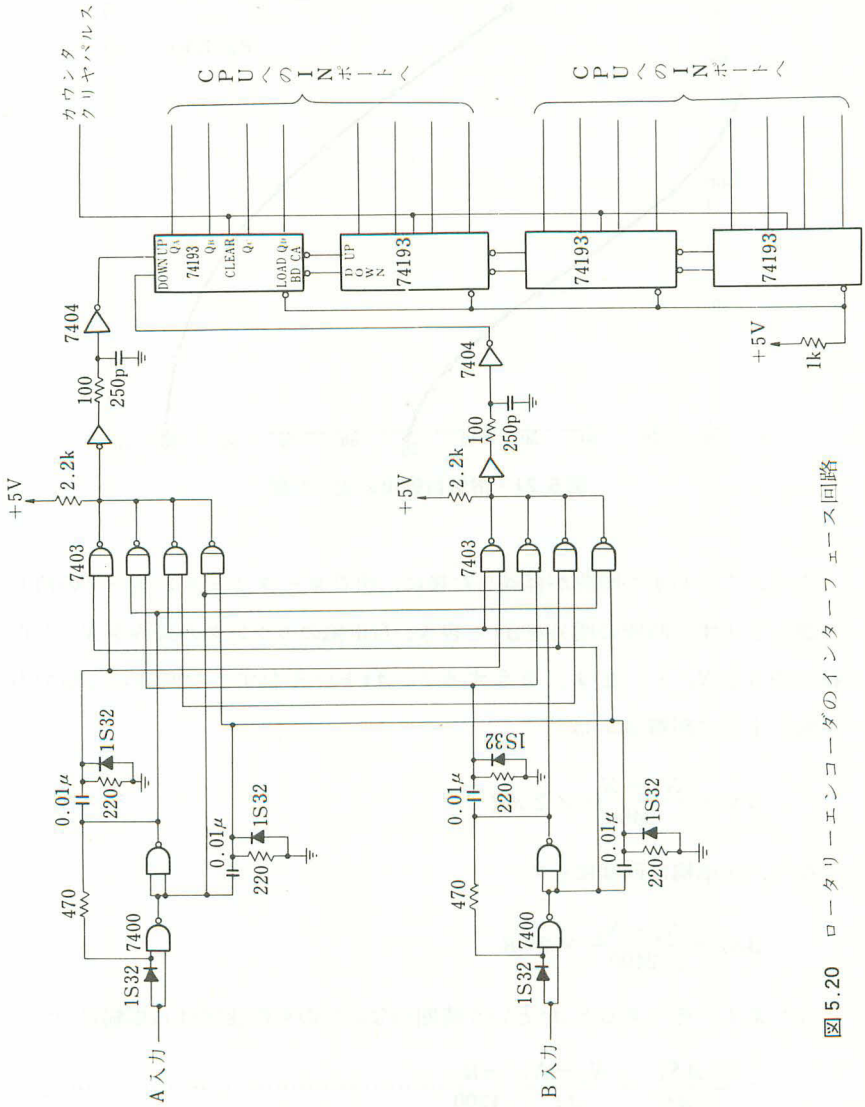 カウンタ
クリヤパルス
CPUへのINポートへ
CPUへのINポートへ
DOWN UP
QA
74193
QB
CLEAR
QC
LOAD QD
BD CA
DOWN
UP
74193
74193
74193
+5V
1k
7404
100
250p
+5V
2.2k
7403
7404
100
250p
+5V
2.2k
7403
0.01μ
1S32
220
470
0.01μ
1S32
220
7400
1S32
A入力
0.01μ
1S32
220
470
0.01μ
1S32
220
7400
1S32
B入力
図5.20 ロータリーエンコーダのインターフェース回路